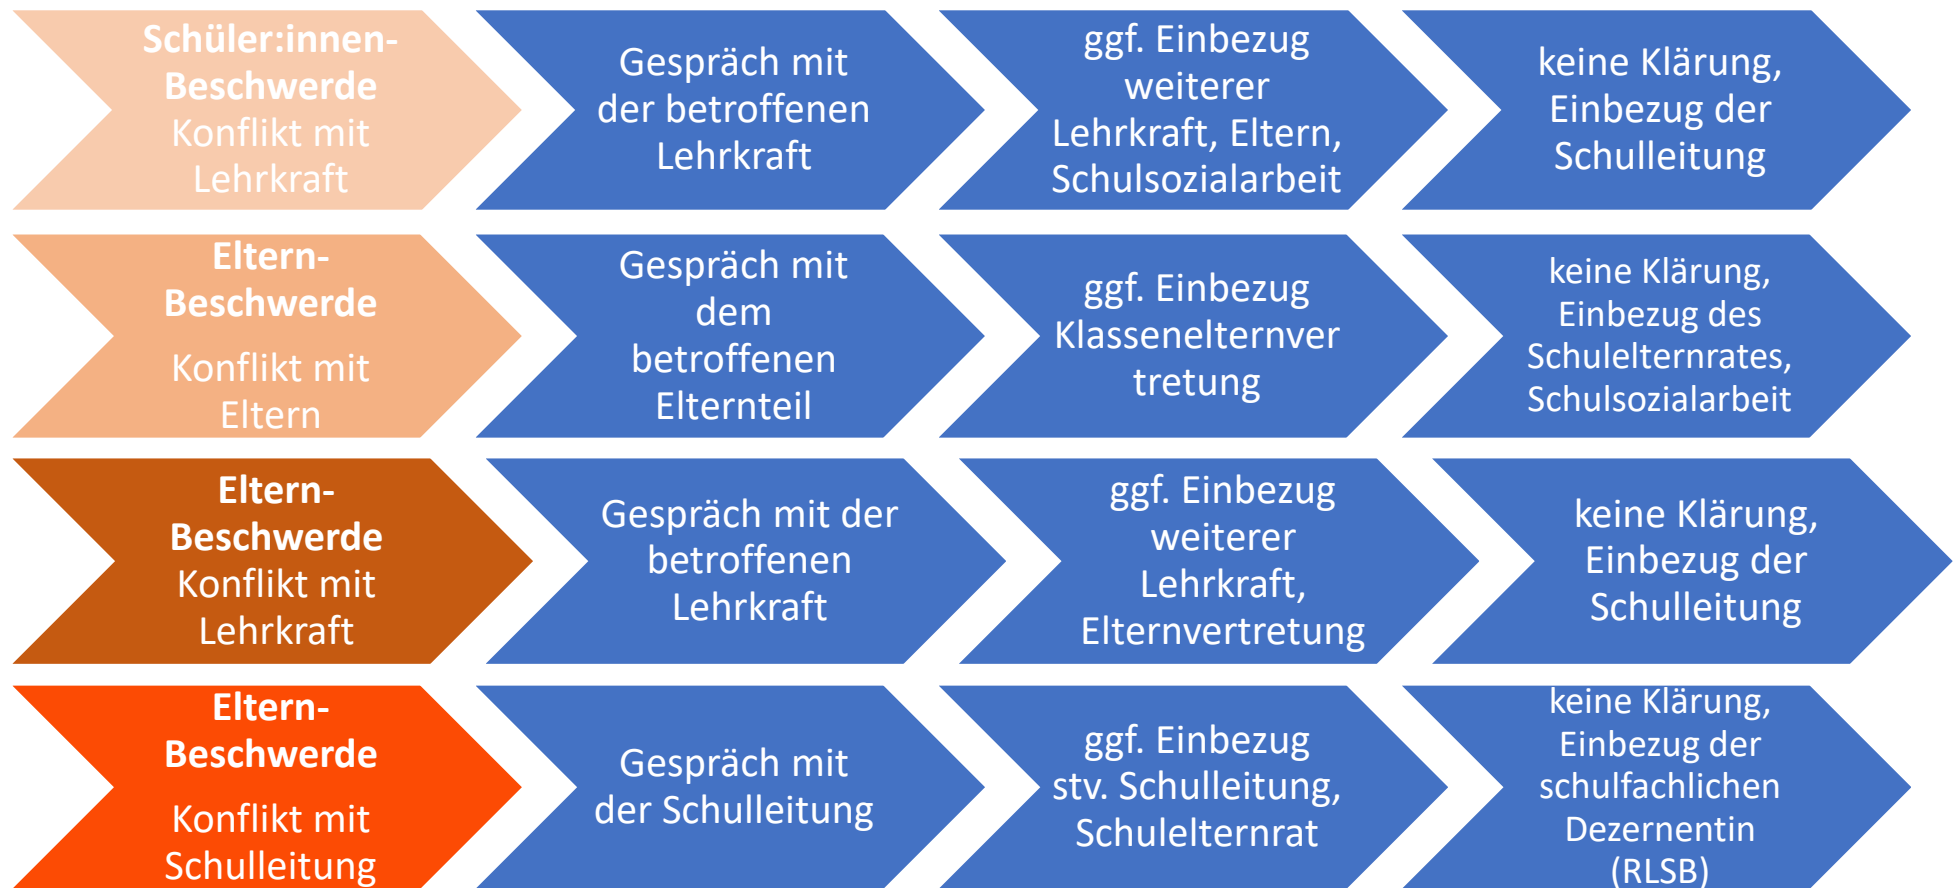 Schüler:innen-
Beschwerde
Konflikt mit
Lehrkraft
Gespräch mit
der betroffenen
Lehrkraft
ggf. Einbezug
weiterer
Lehrkraft, Eltern,
Schulsozialarbeit
keine Klärung,
Einbezug der
Schulleitung
Eltern-
Beschwerde
Konflikt mit
Eltern
Gespräch mit
dem
betroffenen
Elternteil
ggf. Einbezug
Klassenelternver
tretung
keine Klärung,
Einbezug des
Schulelternrates,
Schulsozialarbeit
Eltern-
Beschwerde
Konflikt mit
Lehrkraft
Gespräch mit der
betroffenen
Lehrkraft
ggf. Einbezug
weiterer
Lehrkraft,
Elternvertretung
keine Klärung,
Einbezug der
Schulleitung
Eltern-
Beschwerde
Konflikt mit
Schulleitung
Gespräch mit
der Schulleitung
ggf. Einbezug
stv. Schulleitung,
Schulelternrat
keine Klärung,
Einbezug der
schulfachlichen
Dezernentin
(RLSB)